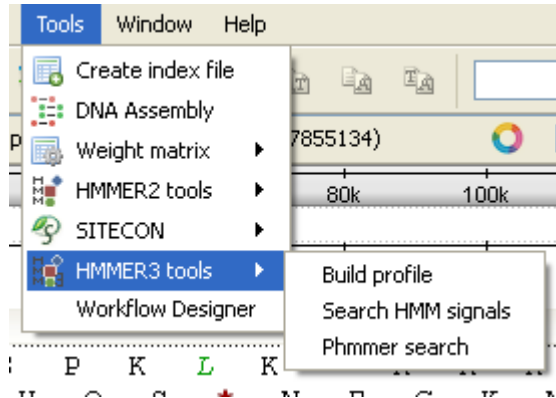 Tools Window Help
Create index file
DNA Assembly
Weight matrix
7855134)
HMMER2 tools
80k 100k
SITECON
HMMER3 tools
Build profile
Workflow Designer
Search HMM signals
Phmmer search
P K L K